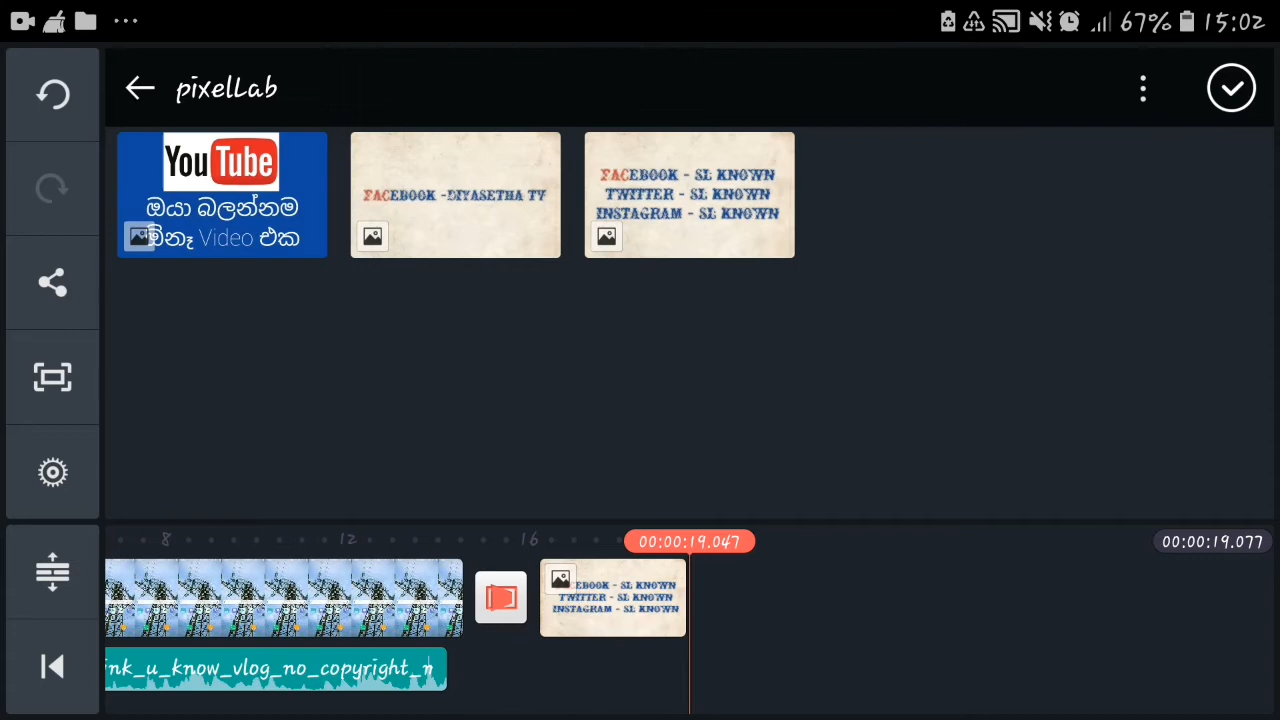 67% 15:02
pixelLab
YouTube
ඔයා බලන්නම
ඕනෑ Video එක
FACEBOOK -DIYASETHA TV
FACEBOOK - SL KNOWN
TWITTER - SL KNOWN
INSTAGRAM - SL KNOWN
8 12 16
00:00:19.047
00:00:19.077
EBOOK - SL KNOWN
TWITTER - SL KNOWN
INSTAGRAM - SL KNOWN
ink_u_know_vlog_no_copyright_n